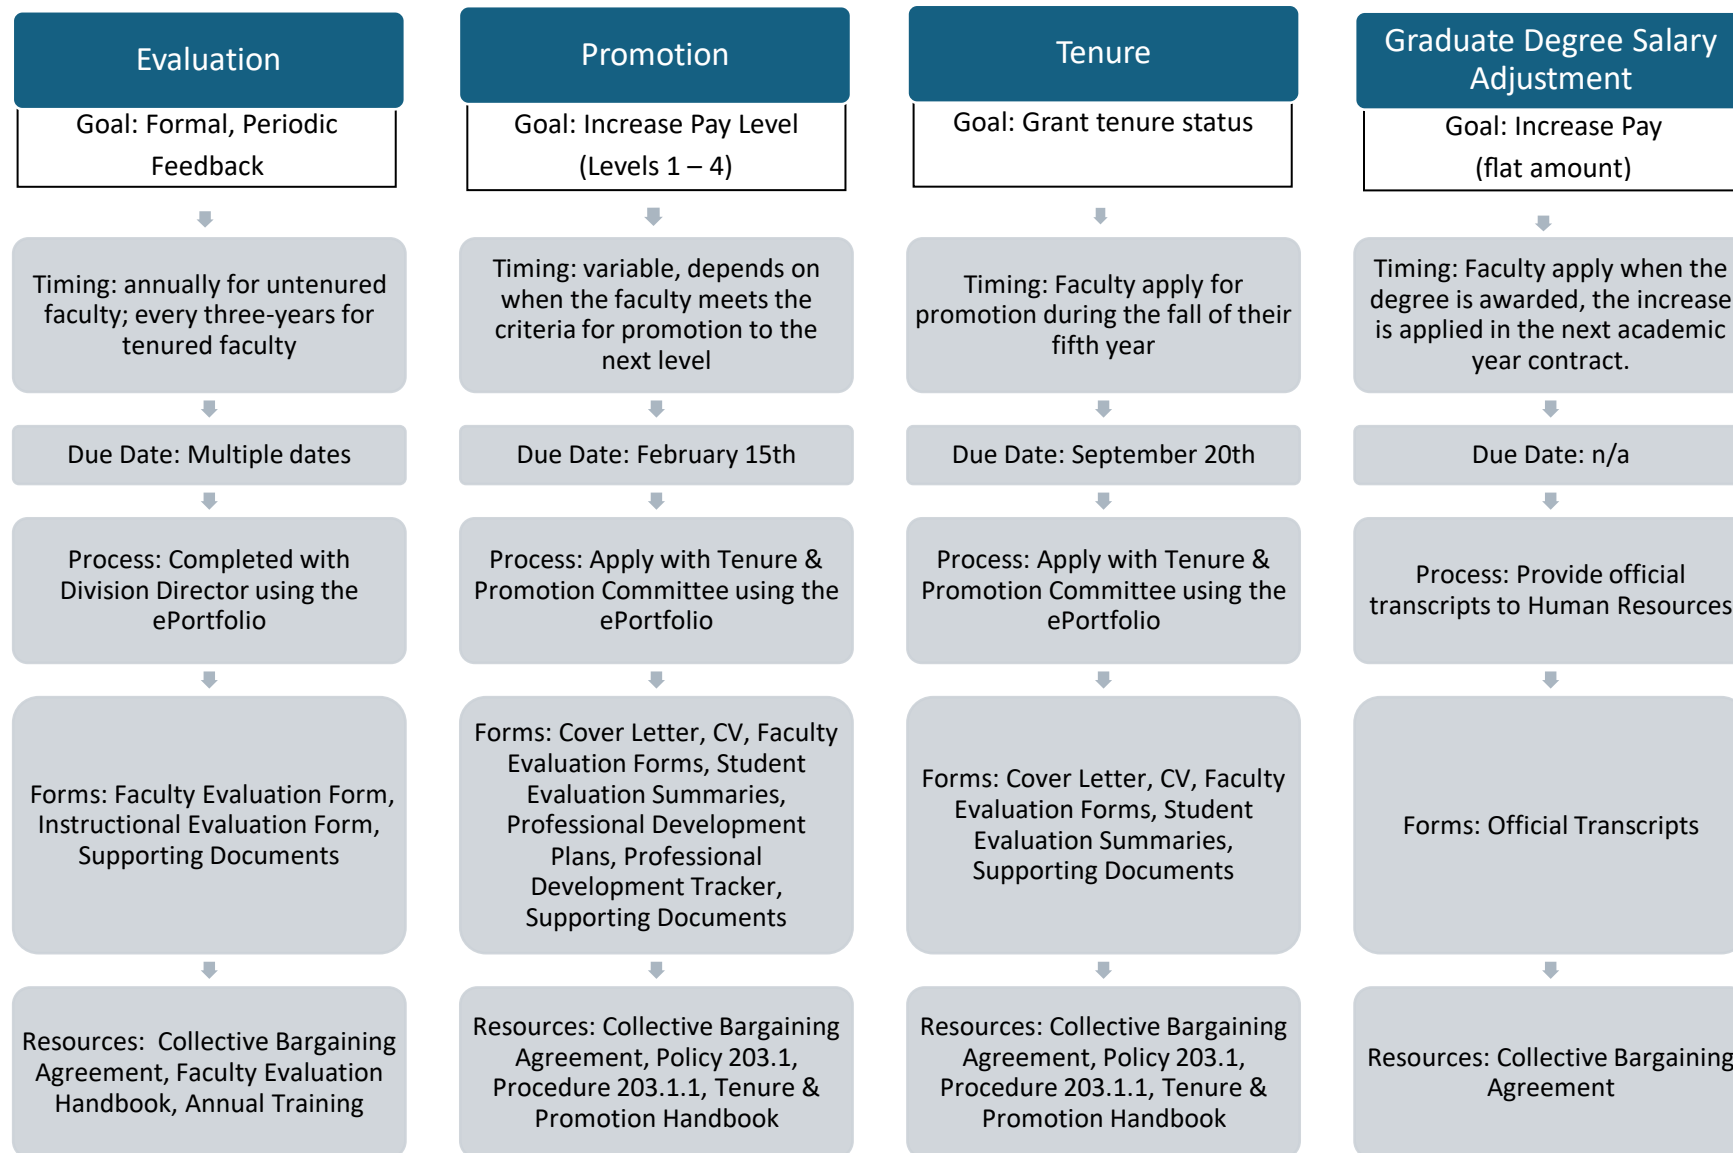 Evaluation
Goal: Formal, Periodic
Feedback
Timing: annually for untenured
faculty; every three-years for
tenured faculty
Due Date: Multiple dates
Process: Completed with
Division Director using the
ePortfolio
Forms: Faculty Evaluation Form,
Instructional Evaluation Form,
Supporting Documents
Resources:  Collective Bargaining
Agreement, Faculty Evaluation
Handbook, Annual Training
Promotion
Goal: Increase Pay Level
(Levels 1 – 4)
Timing: variable, depends on
when the faculty meets the
criteria for promotion to the
next level
Due Date: February 15th
Process: Apply with Tenure &
Promotion Committee using the
ePortfolio
Forms: Cover Letter, CV, Faculty
Evaluation Forms, Student
Evaluation Summaries,
Professional Development
Plans, Professional
Development Tracker,
Supporting Documents
Resources: Collective Bargaining
Agreement, Policy 203.1,
Procedure 203.1.1, Tenure &
Promotion Handbook
Tenure
Goal: Grant tenure status
Timing: Faculty apply for
promotion during the fall of their
fifth year
Due Date: September 20th
Process: Apply with Tenure &
Promotion Committee using the
ePortfolio
Forms: Cover Letter, CV, Faculty
Evaluation Forms, Student
Evaluation Summaries,
Supporting Documents
Resources: Collective Bargaining
Agreement, Policy 203.1,
Procedure 203.1.1, Tenure &
Promotion Handbook
Graduate Degree Salary
Adjustment
Goal: Increase Pay
(flat amount)
Timing: Faculty apply when the
degree is awarded, the increase
is applied in the next academic
year contract.
Due Date: n/a
Process: Provide official
transcripts to Human Resources
Forms: Official Transcripts
Resources: Collective Bargaining
Agreement